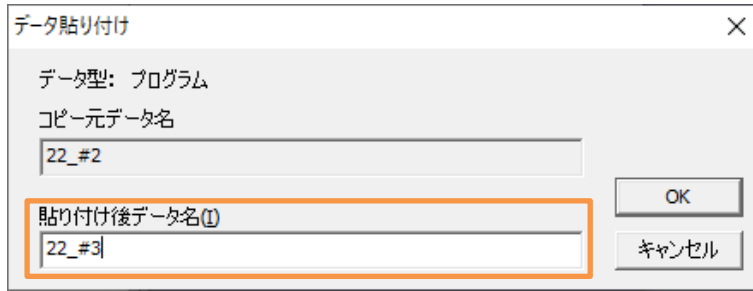 データ貼り付け
データ型: プログラム
コピー元データ名
22_#2
貼り付け後データ名(I)
22_#3
OK
キャンセル